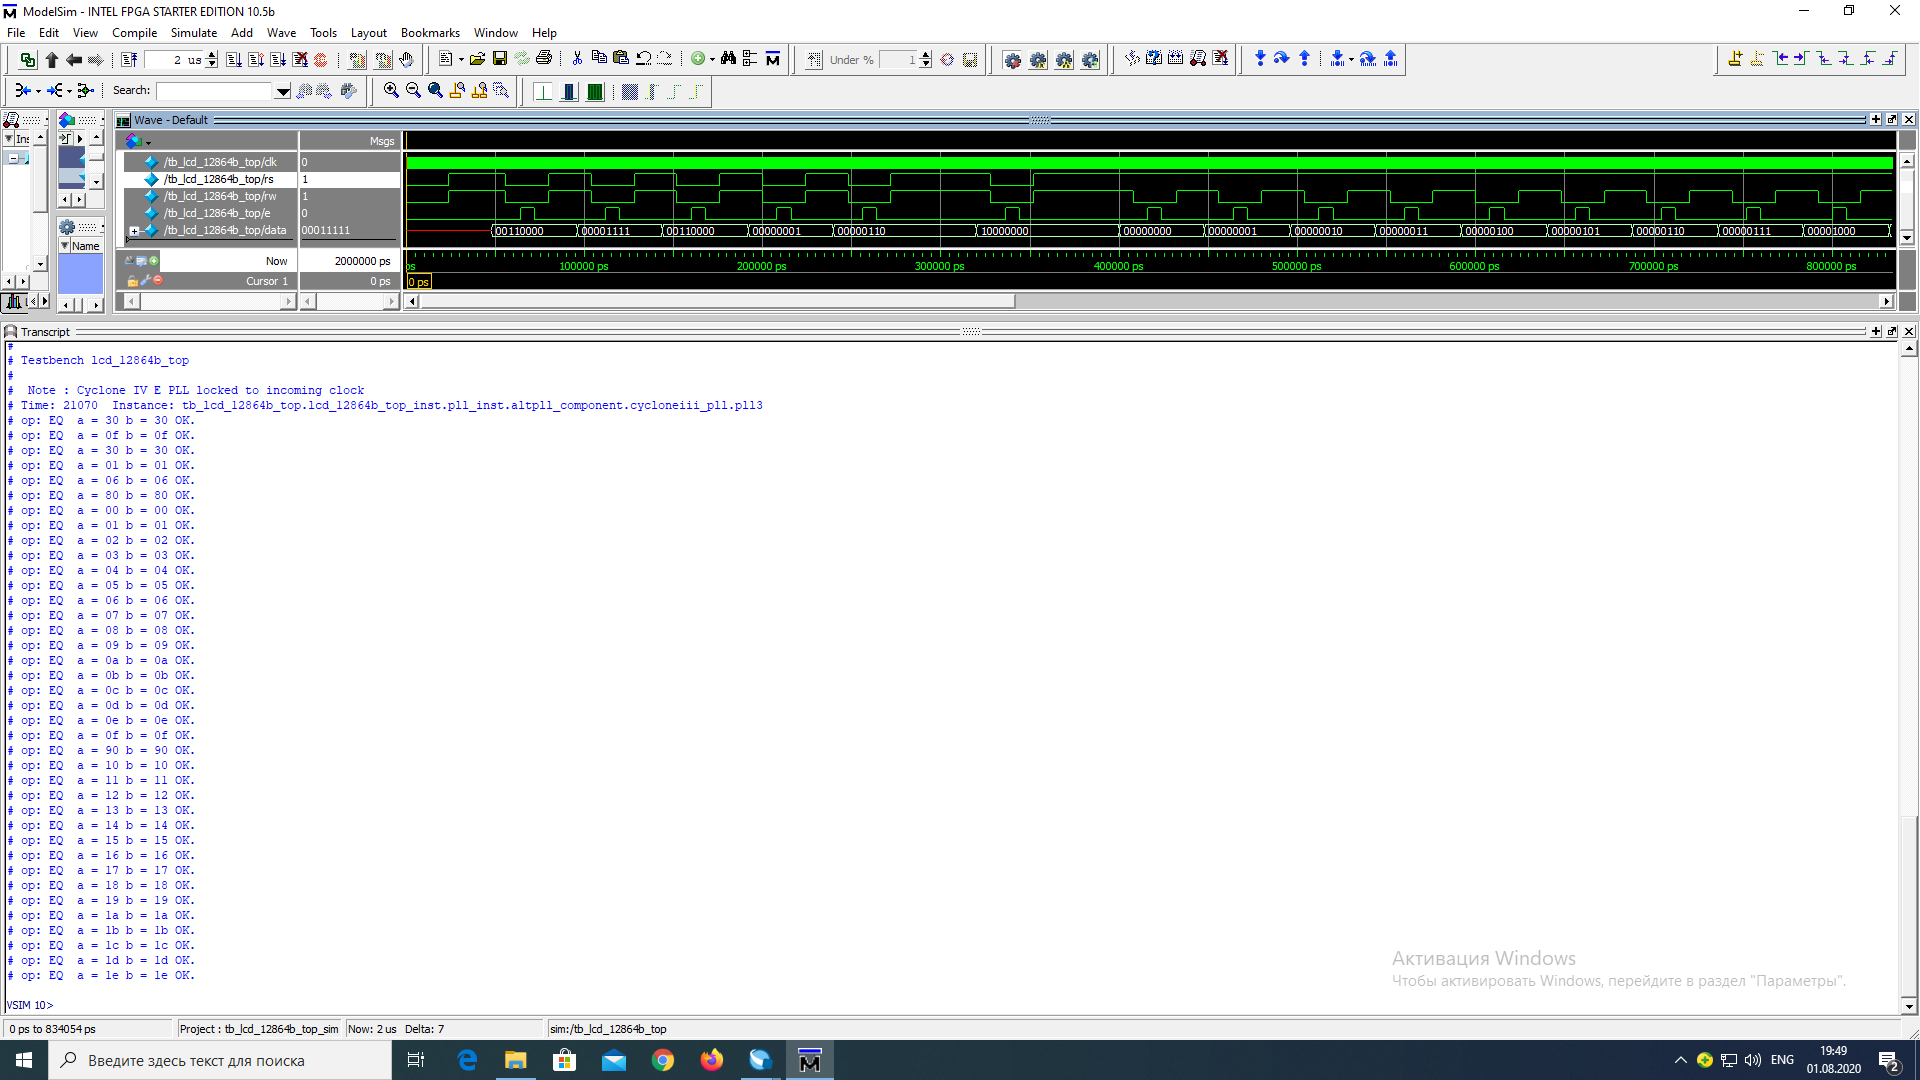 ModelSim - INTEL FPGA STARTER EDITION 10.5b
File Edit View Compile Simulate Add Wave Tools Layout Bookmarks Window Help
2 us
Under %
1
Search:
Wave - Default
Msgs
/tb_lcd_12864b_top/clk 0
/tb_lcd_12864b_top/rs 1
/tb_lcd_12864b_top/rw 1
/tb_lcd_12864b_top/e 0
/tb_lcd_12864b_top/data 00011111 00110000 00001111 00110000 00000001 00000110 10000000 00000000 00000001 00000010 00000011 00000100 00000101 00000110 00000111 00001000
Name
Now 2000000 ps
ps 100000 ps 200000 ps 300000 ps 400000 ps 500000 ps 600000 ps 700000 ps 800000 ps
Cursor 1 0 ps 0 ps
Transcript
#
# Testbench lcd_12864b_top
#
# Note : Cyclone IV E PLL locked to incoming clock
# Time: 21070 Instance: tb_lcd_12864b_top.lcd_12864b_top_inst.pll_inst.altpll_component.cycloneiii_pll.pll3
# op: EQ a = 30 b = 30 OK.
# op: EQ a = 0f b = 0f OK.
# op: EQ a = 30 b = 30 OK.
# op: EQ a = 01 b = 01 OK.
# op: EQ a = 06 b = 06 OK.
# op: EQ a = 80 b = 80 OK.
# op: EQ a = 00 b = 00 OK.
# op: EQ a = 01 b = 01 OK.
# op: EQ a = 02 b = 02 OK.
# op: EQ a = 03 b = 03 OK.
# op: EQ a = 04 b = 04 OK.
# op: EQ a = 05 b = 05 OK.
# op: EQ a = 06 b = 06 OK.
# op: EQ a = 07 b = 07 OK.
# op: EQ a = 08 b = 08 OK.
# op: EQ a = 09 b = 09 OK.
# op: EQ a = 0a b = 0a OK.
# op: EQ a = 0b b = 0b OK.
# op: EQ a = 0c b = 0c OK.
# op: EQ a = 0d b = 0d OK.
# op: EQ a = 0e b = 0e OK.
# op: EQ a = 0f b = 0f OK.
# op: EQ a = 90 b = 90 OK.
# op: EQ a = 10 b = 10 OK.
# op: EQ a = 11 b = 11 OK.
# op: EQ a = 12 b = 12 OK.
# op: EQ a = 13 b = 13 OK.
# op: EQ a = 14 b = 14 OK.
# op: EQ a = 15 b = 15 OK.
# op: EQ a = 16 b = 16 OK.
# op: EQ a = 17 b = 17 OK.
# op: EQ a = 18 b = 18 OK.
# op: EQ a = 19 b = 19 OK.
# op: EQ a = 1a b = 1a OK.
# op: EQ a = 1b b = 1b OK.
# op: EQ a = 1c b = 1c OK.
# op: EQ a = 1d b = 1d OK.
# op: EQ a = 1e b = 1e OK.
VSIM 10>
Активация Windows
Чтобы активировать Windows, перейдите в раздел "Параметры".
0 ps to 834054 ps Project : tb_lcd_12864b_top_sim Now: 2 us Delta: 7 sim:/tb_lcd_12864b_top
Введите здесь текст для поиска
ENG
19:49
01.08.2020
2